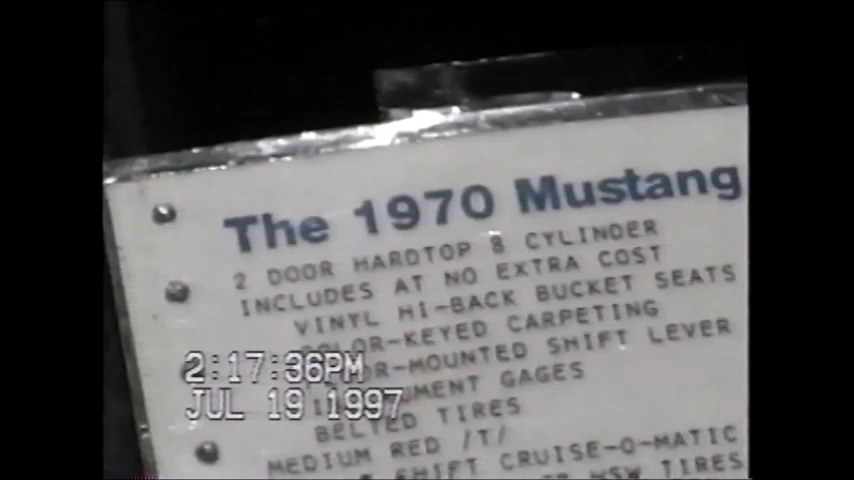 The 1970 Mustang
2 DOOR HARDTOP 8 CYLINDER
INCLUDES AT NO EXTRA COST
VINYL HI-BACK BUCKET SEATS
COLOR-KEYED CARPETING
-MOUNTED SHIFT LEVER
GAGES
BELTED TIRES
MEDIUM RED /T/
SHIFT CRUISE-O-MATIC
WSW TIRES
2:17:36PM
JUL 19 1997